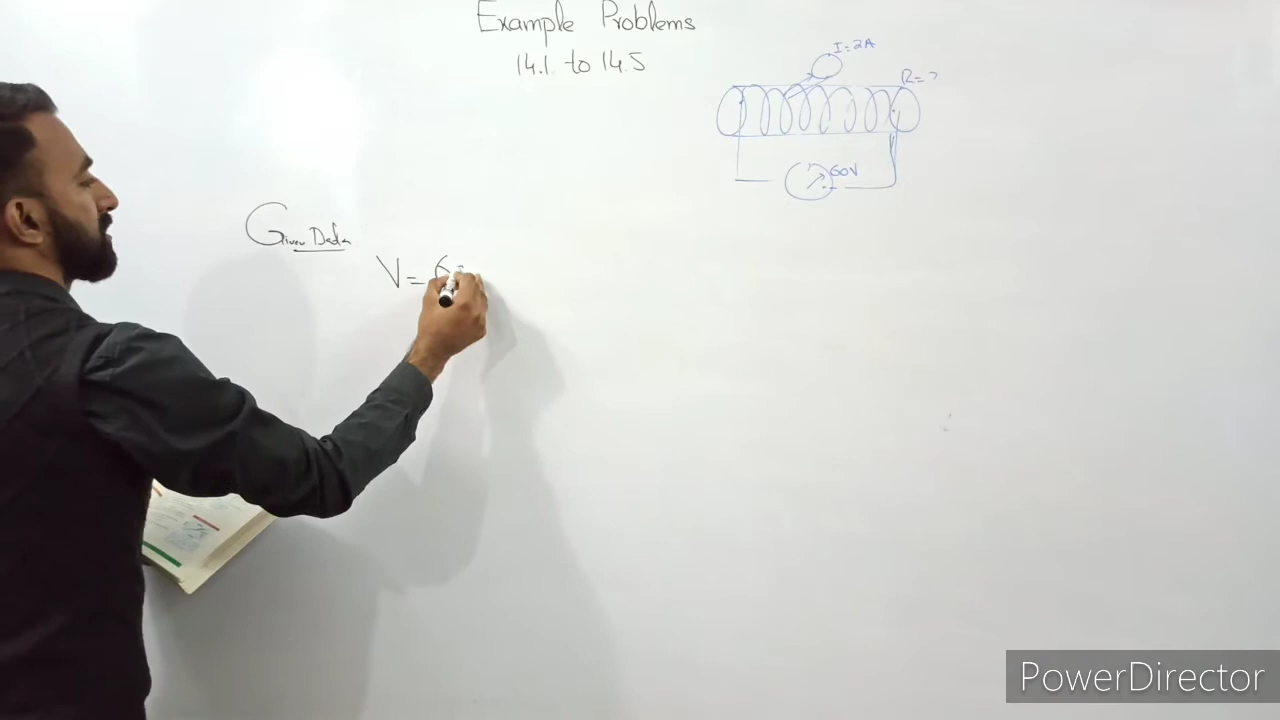 Example Problems
14.1 to 14.5
I=2A
R=?
60V
Given Data
V=6
PowerDirector